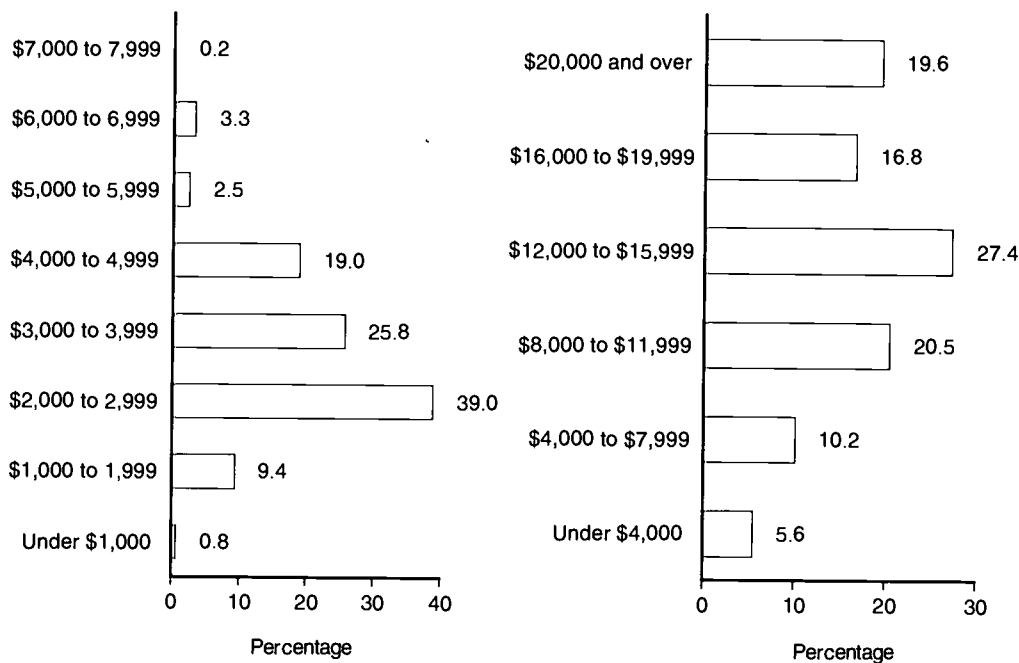 $7,000 to 7,999 0.2
$6,000 to 6,999 3.3
$5,000 to 5,999 2.5
$4,000 to 4,999 19.0
$3,000 to 3,999 25.8
$2,000 to 2,999 39.0
$1,000 to 1,999 9.4
Under $1,000 0.8
0 10 20 30 40
Percentage
$20,000 and over 19.6
$16,000 to $19,999 16.8
$12,000 to $15,999 27.4
$8,000 to $11,999 20.5
$4,000 to $7,999 10.2
Under $4,000 5.6
0 10 20 30
Percentage